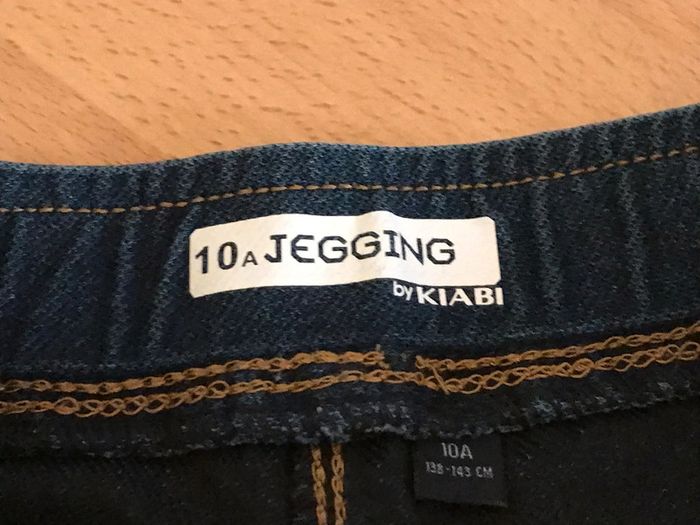 10A JEGGING
by KIABI
10A
138-143 CM